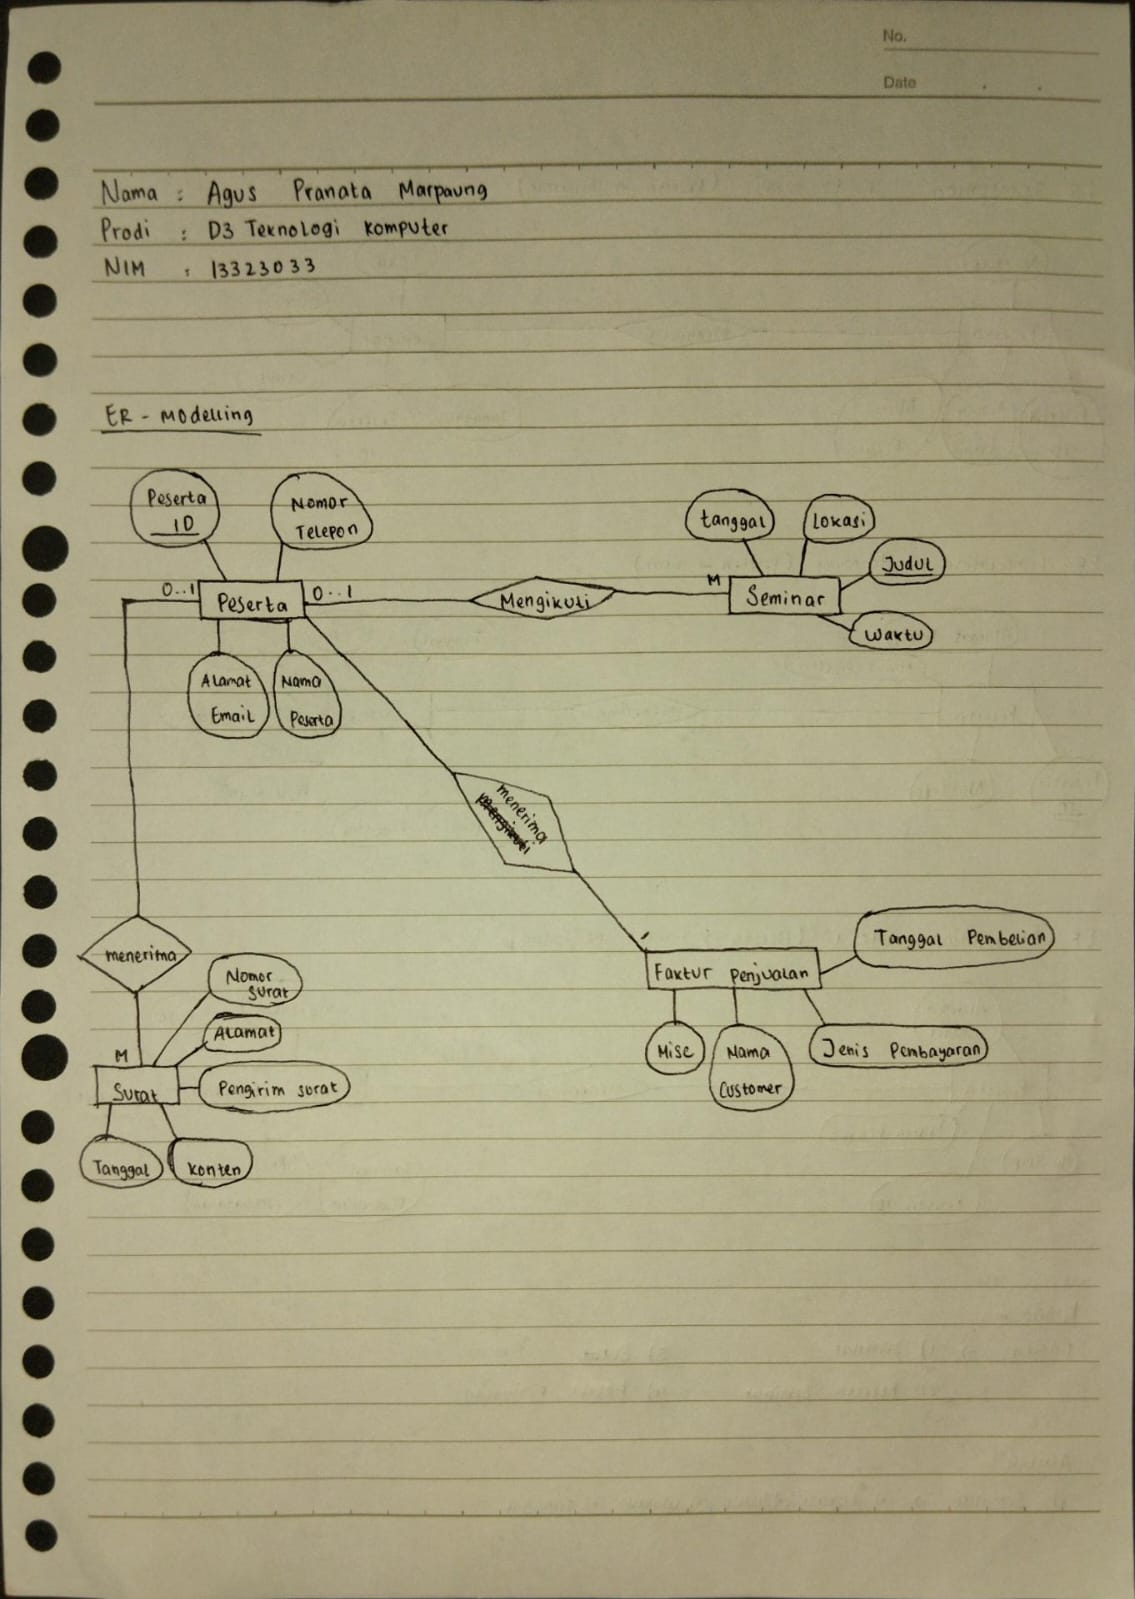 No.
Date
Nama : Agus Pranata Marpaung
Prodi : D3 Teknologi Komputer
NIM : 13323033
ER - Modelling
Peserta
ID
Nomor
Telepon
tanggal
Lokasi
Judul
0..1
Peserta
0..1
Mengikuti
M
Seminar
Waktu
Alamat
Email
Nama
Peserta
menerima
mengikuti
menerima
Nomor
Surat
Alamat
M
Surat
Pengirim surat
Tanggal
Konten
Faktur Penjualan
Tanggal Pembelian
Misc
Nama
Customer
Jenis Pembayaran